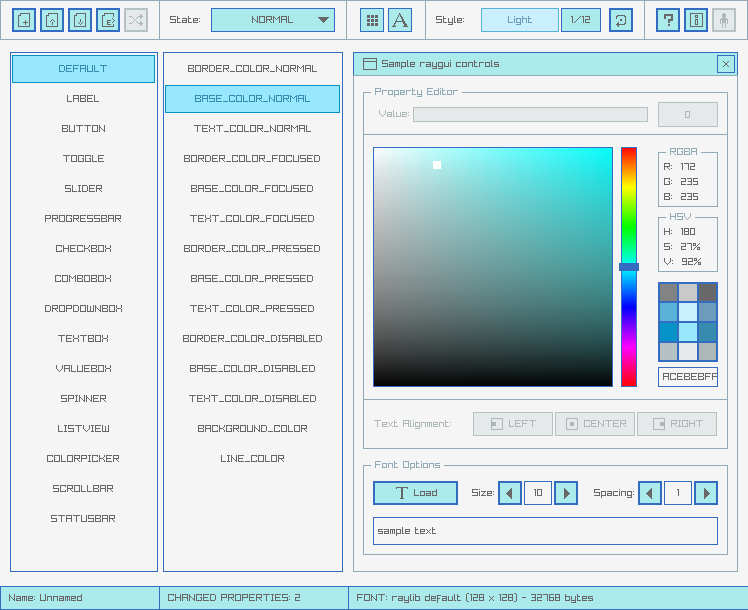 State: NORMAL Style: Light 1/12
DEFAULT
LABEL
BUTTON
TOGGLE
SLIDER
PROGRESSBAR
CHECKBOX
COMBOBOX
DROPDOWNBOX
TEXTBOX
VALUEBOX
SPINNER
LISTVIEW
COLORPICKER
SCROLLBAR
STATUSBAR
BORDER_COLOR_NORMAL
BASE_COLOR_NORMAL
TEXT_COLOR_NORMAL
BORDER_COLOR_FOCUSED
BASE_COLOR_FOCUSED
TEXT_COLOR_FOCUSED
BORDER_COLOR_PRESSED
BASE_COLOR_PRESSED
TEXT_COLOR_PRESSED
BORDER_COLOR_DISABLED
BASE_COLOR_DISABLED
TEXT_COLOR_DISABLED
BACKGROUND_COLOR
LINE_COLOR
Sample raygui controls
Property Editor
Value: 0
RGBA
R: 172
G: 235
B: 235
HSV
H: 180
S: 27%
V: 92%
ACEBEBFF
Text Alignment: LEFT CENTER RIGHT
Font Options
Load Size: 10 Spacing: 1
sample text
Name: Unnamed CHANGED PROPERTIES: 2 FONT: raylib default (128 x 128) - 32768 bytes